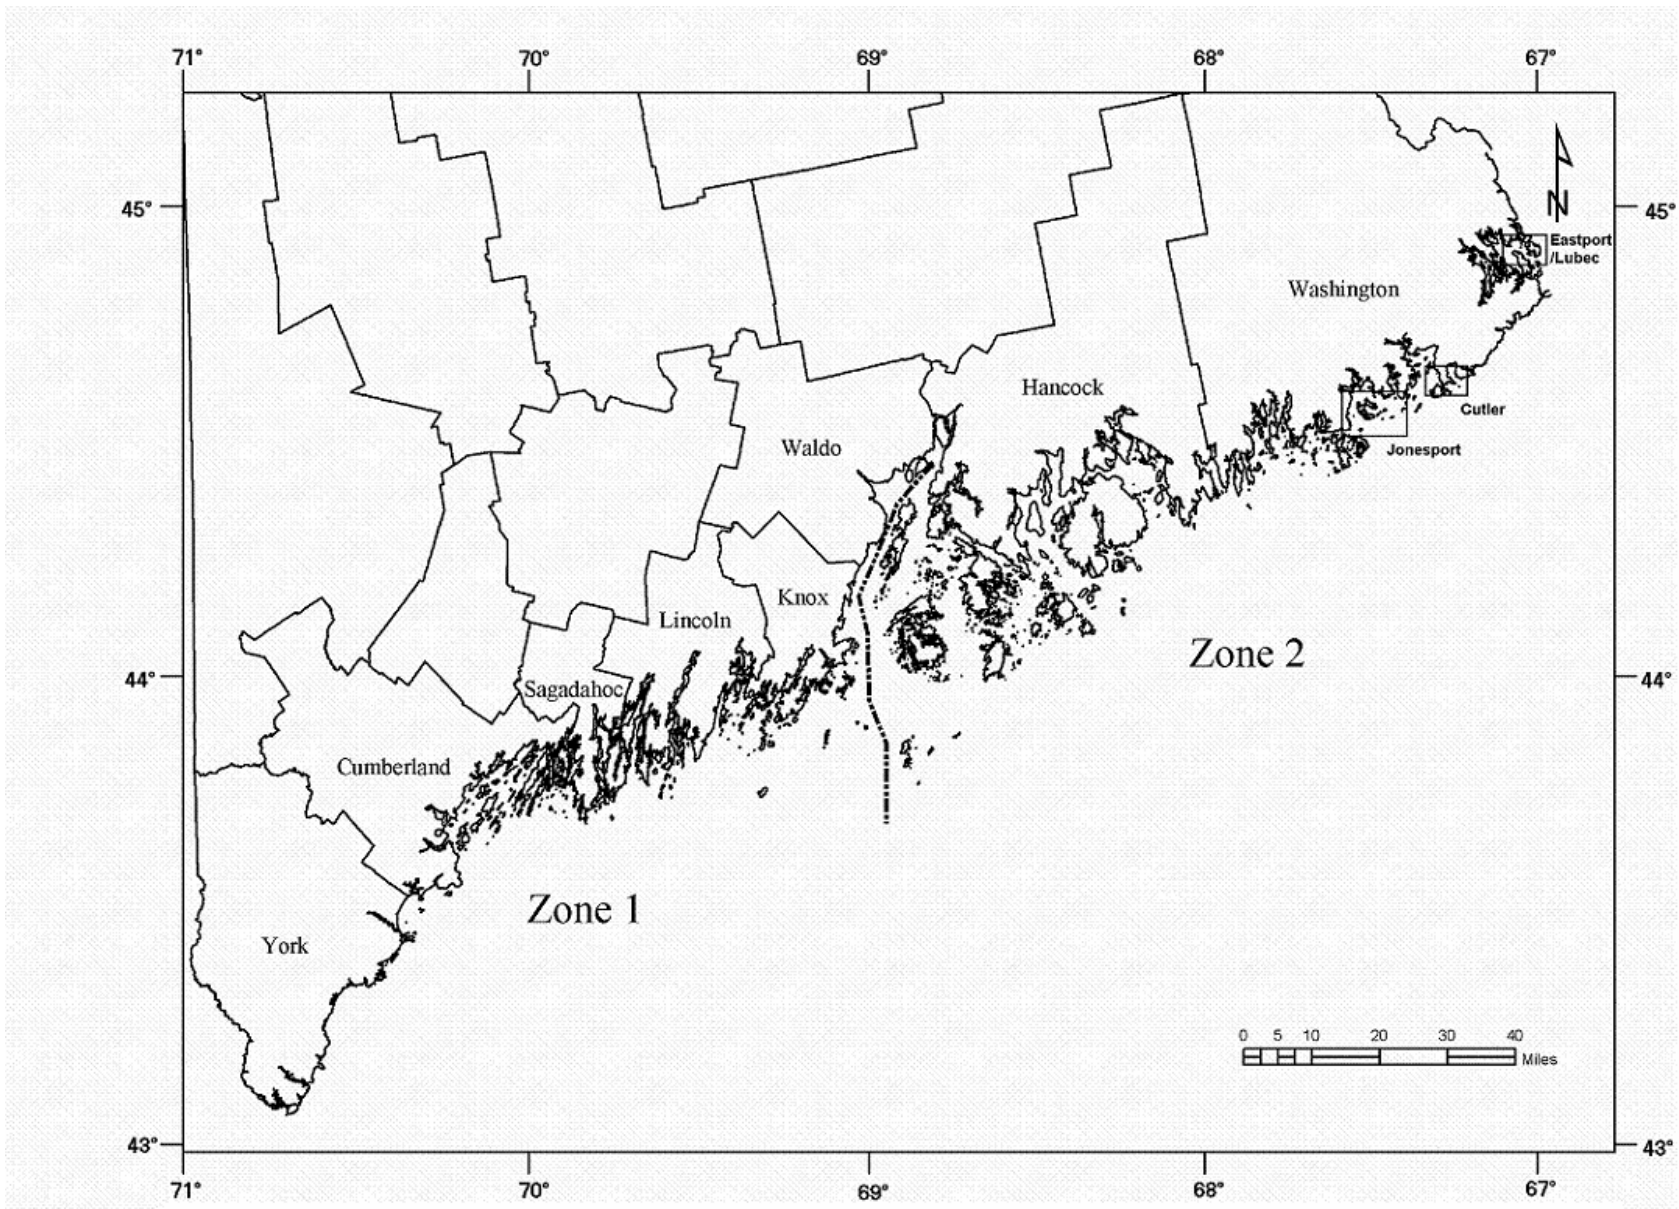 71°
70°
69°
68°
67°
45°
45°
N
Eastport
/Lubec
Washington
Hancock
Cutler
Waldo
Jonesport
Knox
Lincoln
Zone 2
44°
44°
Sagadahoc
Cumberland
Zone 1
York
0 5 10 20 30 40
Miles
43°
43°
71°
70°
69°
68°
67°